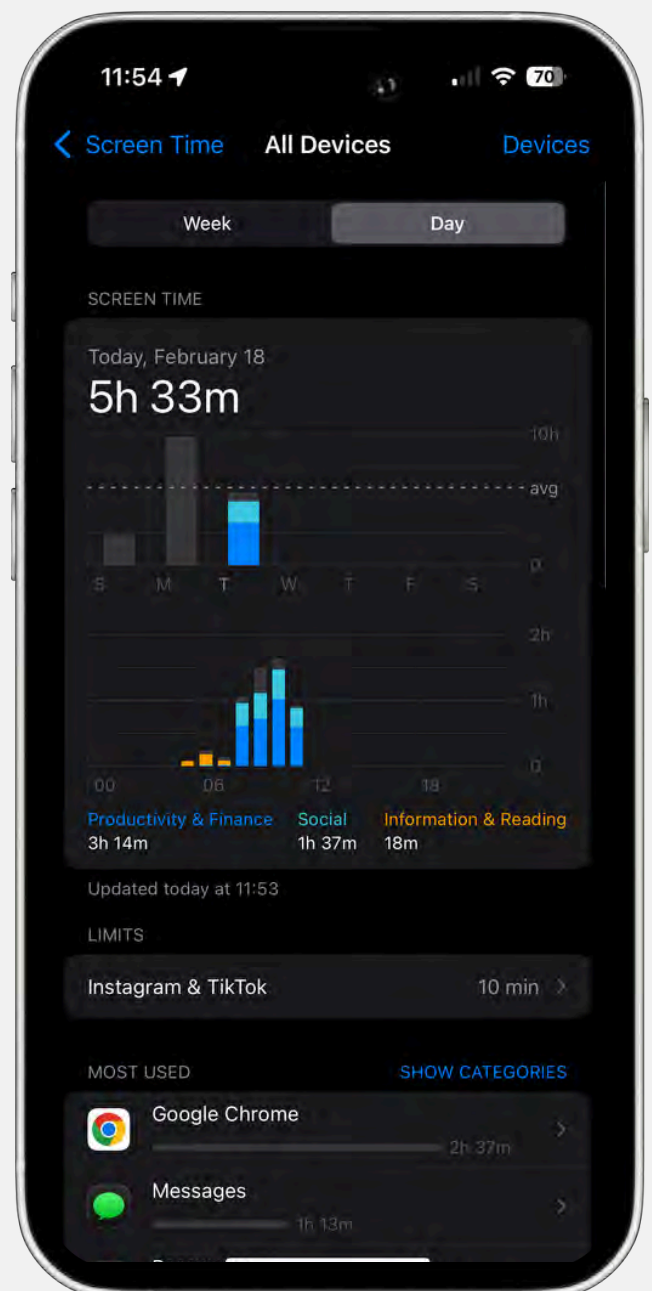 11:54
70
Screen Time All Devices Devices
Week Day
SCREEN TIME
Today, February 18
5h 33m
10h
avg
0
S M T W T F S
2h
1h
0
00 06 12 18
Productivity & Finance Social Information & Reading
3h 14m 1h 37m 18m
Updated today at 11:53
LIMITS
Instagram & TikTok 10 min
MOST USED SHOW CATEGORIES
Google Chrome
2h 37m
Messages
1h 13m